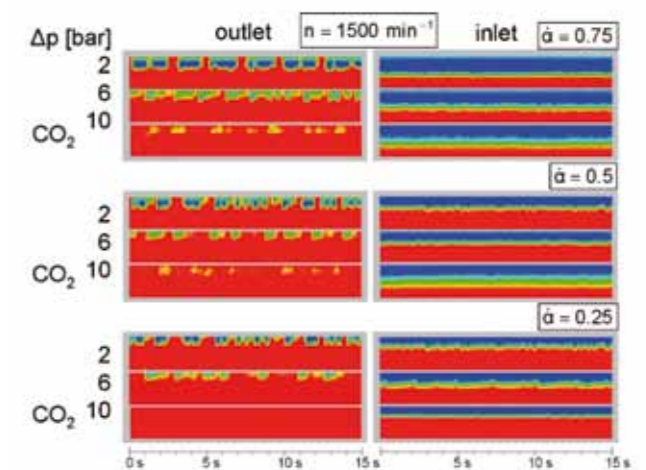 Δp [bar] outlet n = 1500 min⁻¹ inlet α̇ = 0.75
2
6
10
CO₂
α̇ = 0.5
2
6
CO₂ 10
α̇ = 0.25
2
6
CO₂ 10
0 s 5 s 10 s 15 s 5 s 10 s 15 s